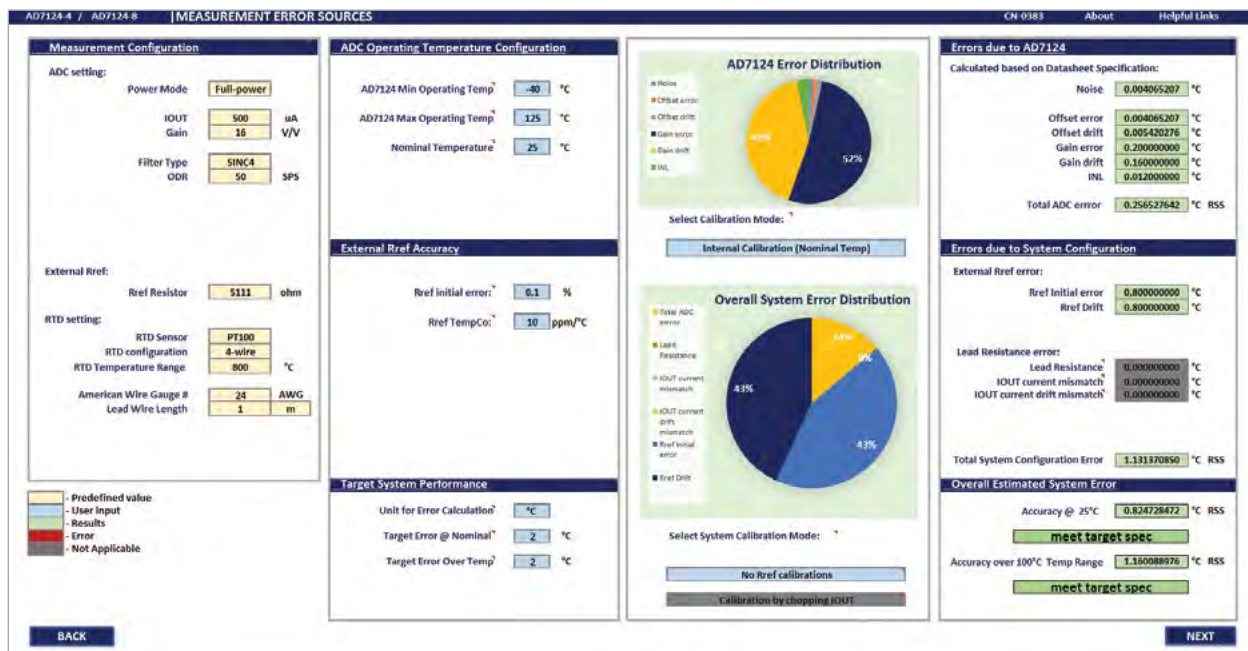 AD7124-4 / AD7124-8 |MEASUREMENT ERROR SOURCES CN-0383 About Helpful Links
Measurement Configuration
ADC setting:
Power Mode Full-power
IOUT 500 uA
Gain 16 V/V
Filter Type SINC4
ODR 50 SPS
External Rref:
Rref Resistor 5111 ohm
RTD setting:
RTD Sensor PT100
RTD configuration 4-wire
RTD Temperature Range 800 °C
American Wire Gauge # 24 AWG
Lead Wire Length 1 m
- Predefined value
- User input
- Results
- Error
- Not Applicable
BACK
ADC Operating Temperature Configuration
AD7124 Min Operating Temp -40 °C
AD7124 Max Operating Temp 125 °C
Nominal Temperature 25 °C
External Rref Accuracy
Rref initial error: 0.1 %
Rref TempCo: 10 ppm/°C
Target System Performance
Unit for Error Calculation °C
Target Error @ Nominal 2 °C
Target Error Over Temp 2 °C
AD7124 Error Distribution
Noise
Offset error
Offset drift
Gain error
Gain drift
INL
52%
Select Calibration Mode:
Internal Calibration (Nominal Temp)
Overall System Error Distribution
Total ADC
error
Lead
Resistance
IOUT current
mismatch
IOUT current
drift
mismatch
Rref Initial
error
Rref Drift
14%
0%
43%
43%
Select System Calibration Mode:
No Rref calibrations
Calibration by chopping IOUT
Errors due to AD7124
Calculated based on Datasheet Specification:
Noise 0.004065207 °C
Offset error 0.004065207 °C
Offset drift 0.005420276 °C
Gain error 0.200000000 °C
Gain drift 0.160000000 °C
INL 0.012000000 °C
Total ADC errror 0.256527642 °C RSS
Errors due to System Configuration
External Rref error:
Rref Initial error 0.800000000 °C
Rref Drift 0.800000000 °C
Lead Resistance error:
Lead Resistance 0.000000000 °C
IOUT current mismatch 0.000000000 °C
IOUT current drift mismatch 0.000000000 °C
Total System Configuration Error 1.131370850 °C RSS
Overall Estimated System Error
Accuracy @ 25°C 0.824728472 °C RSS
meet target spec
Accuracy over 100°C Temp Range 1.160088976 °C RSS
meet target spec
NEXT